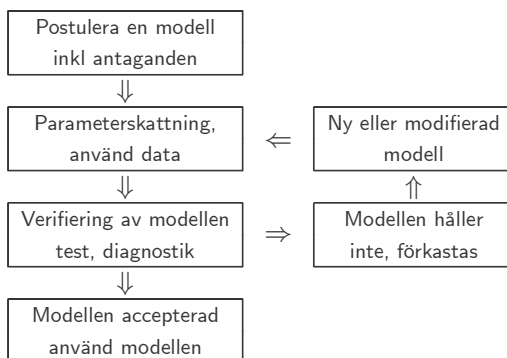 Postulera en modell
inkl antaganden
⇓
Parameterskattning,
använd data
⇐
Ny eller modifierad
modell
⇓
⇑
Verifiering av modellen
test, diagnostik
⇒
Modellen håller
inte, förkastas
⇓
Modellen accepterad
använd modellen